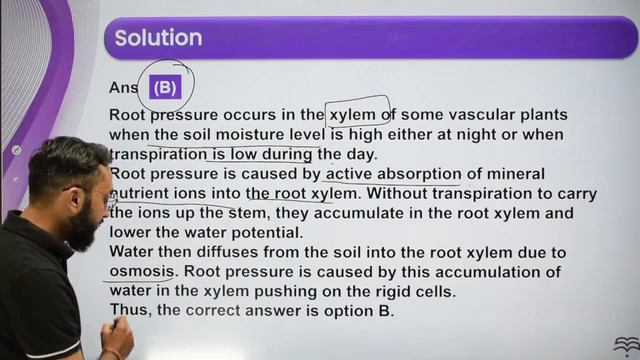 Solution
Ans (B)
Root pressure occurs in the xylem of some vascular plants
when the soil moisture level is high either at night or when
transpiration is low during the day.
Root pressure is caused by active absorption of mineral
nutrient ions into the root xylem. Without transpiration to carry
the ions up the stem, they accumulate in the root xylem and
lower the water potential.
Water then diffuses from the soil into the root xylem due to
osmosis. Root pressure is caused by this accumulation of
water in the xylem pushing on the rigid cells.
Thus, the correct answer is option B.